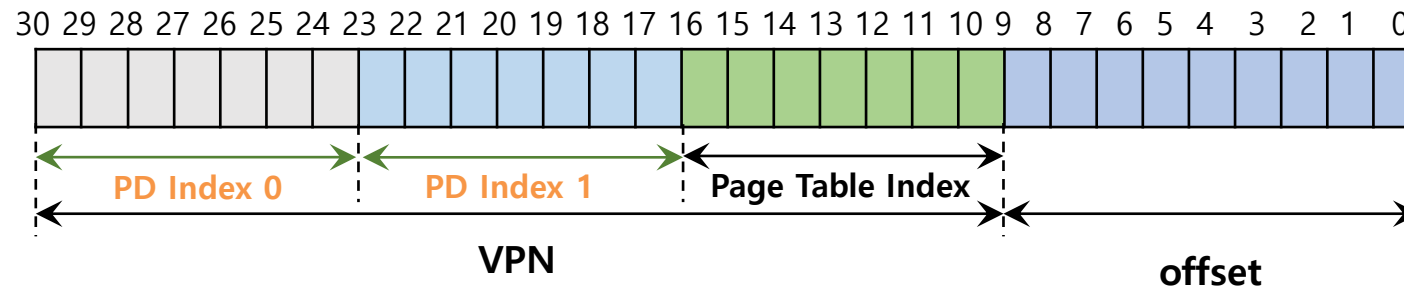 30 29 28 27 26 25 24 23 22 21 20 19 18 17 16 15 14 13 12 11 10 9 8 7 6 5 4 3 2 1 0
PD Index 0 PD Index 1 Page Table Index
VPN
offset